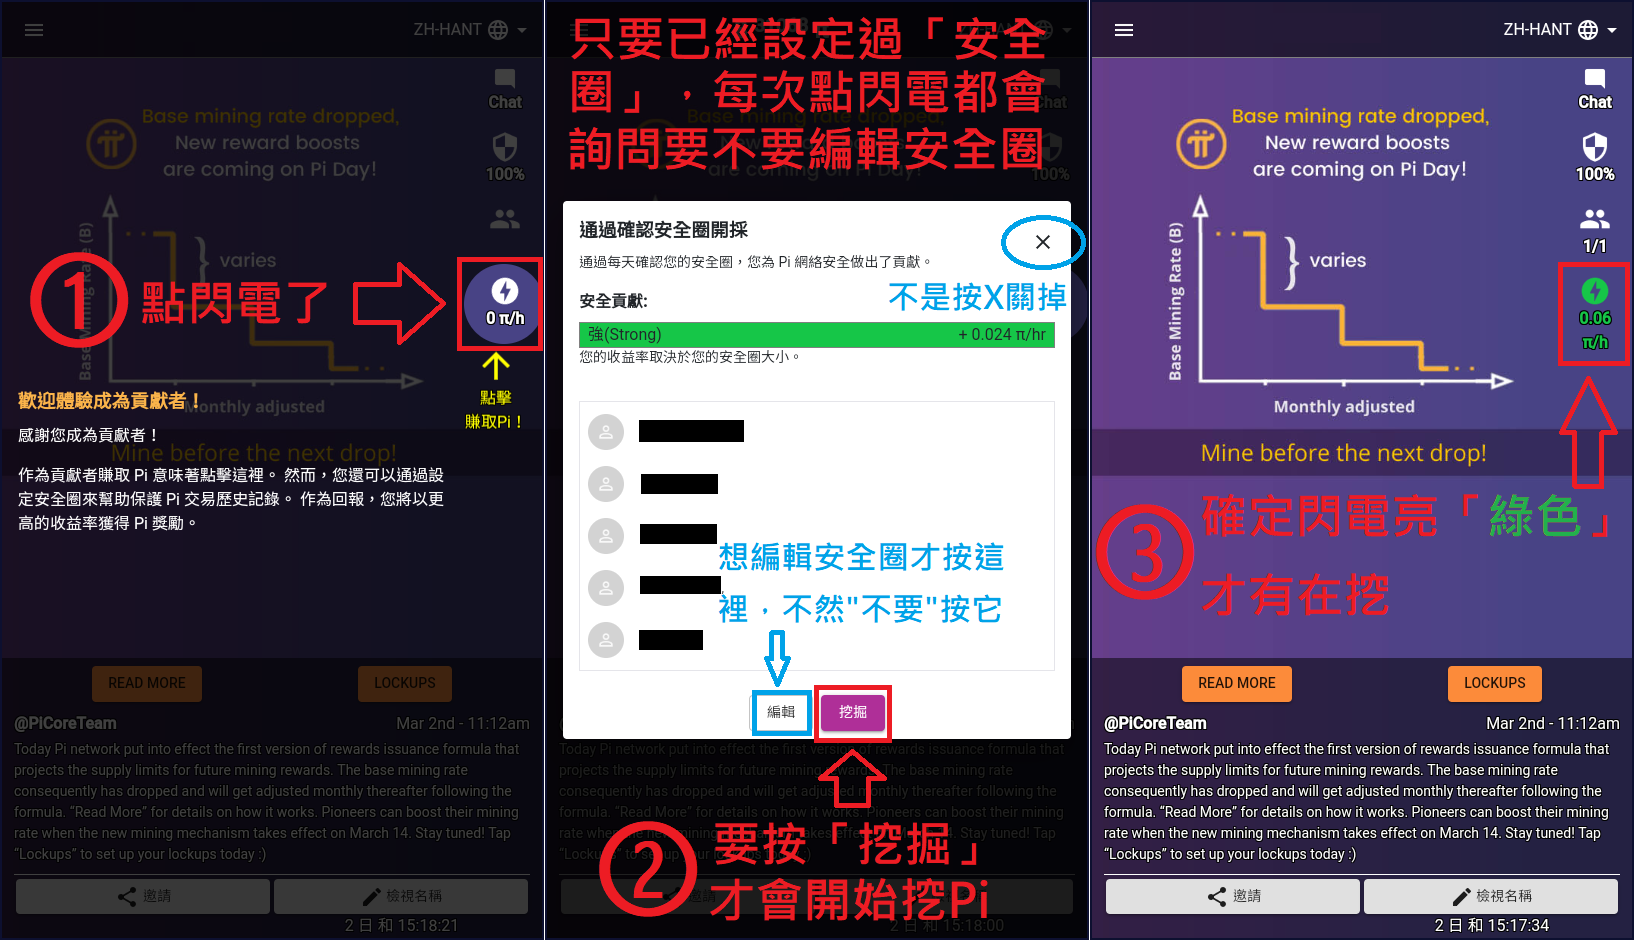 ZH-HANT
Chat
100%
Base mining rate dropped,
New reward boosts
are coming on Pi Day!
Base Mining Rate (B)
varies
Monthly adjusted
1
點閃電了
0 π/h
點擊
賺取Pi！
歡迎體驗成為貢獻者！
感謝您成為貢獻者！
Mine before the next drop!
作為貢獻者賺取 Pi 意味著點擊這裡。 然而，您還可以通過設
定安全圈來幫助保護 Pi 交易歷史記錄。 作為回報，您將以更
高的收益率獲得 Pi 獎勵。
READ MORE
LOCKUPS
@PiCoreTeam
Mar 2nd - 11:12am
Today Pi network put into effect the first version of rewards issuance formula that
projects the supply limits for future mining rewards. The base mining rate
consequently has dropped and will get adjusted monthly thereafter following the
formula. “Read More” for details on how it works. Pioneers can boost their mining
rate when the new mining mechanism takes effect on March 14. Stay tuned! Tap
“Lockups” to set up your lockups today :)
邀請
檢視名稱
2 日 和 15:18:21
只要已經設定過「安全
圈」，每次點閃電都會
詢問要不要編輯安全圈
Chat
100%
通過確認安全圈開採
通過每天確認您的安全圈，您為 Pi 網絡安全做出了貢獻。
不是按X關掉
安全貢獻:
強(Strong)
+ 0.024 π/hr
您的收益率取決於您的安全圈大小。
想編輯安全圈才按這
裡，不然"不要"按它
編輯
挖掘
2
要按「挖掘」
才會開始挖Pi
2 日 和 15:18:00
ZH-HANT
Chat
100%
1/1
Base mining rate dropped,
New reward boosts
are coming on Pi Day!
Base Mining Rate (B)
varies
Monthly adjusted
0.06
π/h
Mine before the next drop!
3
確定閃電亮「綠色」
才有在挖
READ MORE
LOCKUPS
@PiCoreTeam
Mar 2nd - 11:12am
Today Pi network put into effect the first version of rewards issuance formula that
projects the supply limits for future mining rewards. The base mining rate
consequently has dropped and will get adjusted monthly thereafter following the
formula. “Read More” for details on how it works. Pioneers can boost their mining
rate when the new mining mechanism takes effect on March 14. Stay tuned! Tap
“Lockups” to set up your lockups today :)
邀請
檢視名稱
2 日 和 15:17:34